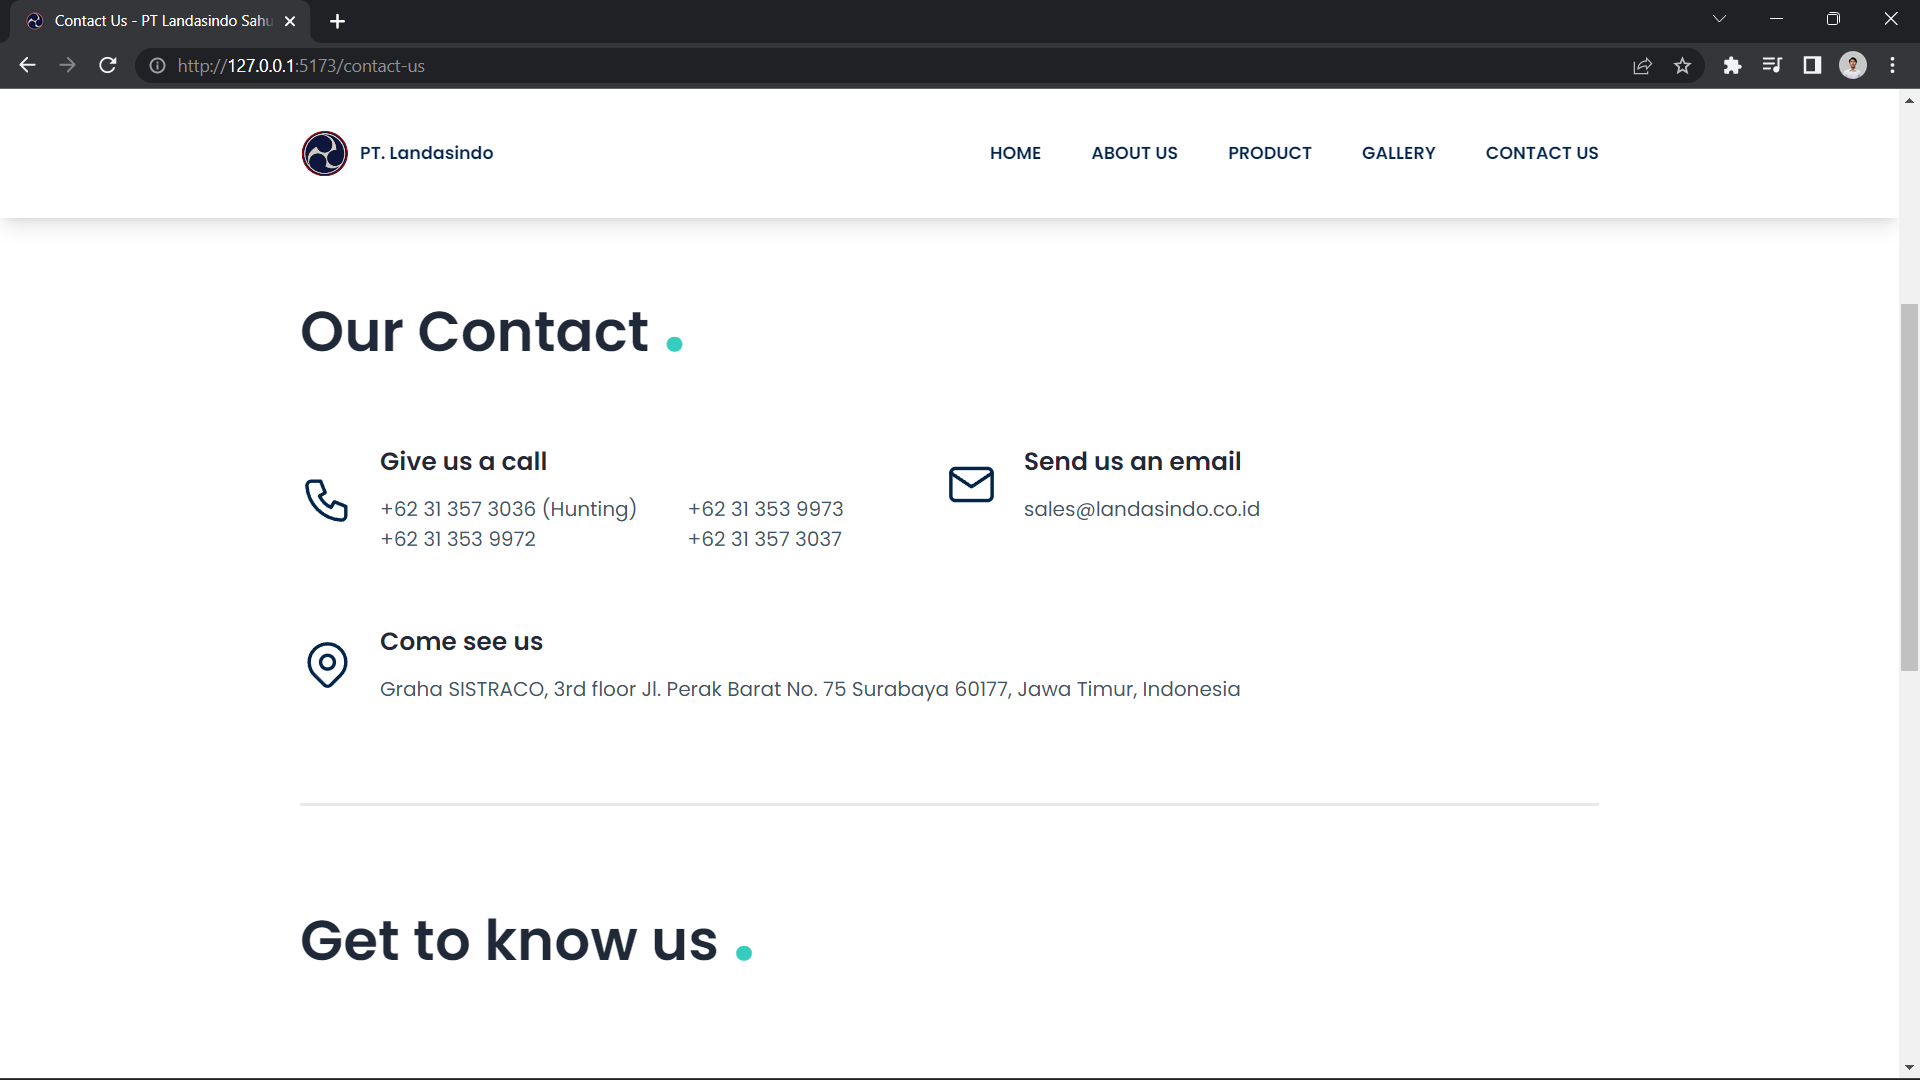 Contact Us - PT Landasindo Sahu
http://127.0.0.1:5173/contact-us
PT. Landasindo
HOME ABOUT US PRODUCT GALLERY CONTACT US
Our Contact .
Give us a call
+62 31 357 3036 (Hunting) +62 31 353 9973
+62 31 353 9972 +62 31 357 3037
Send us an email
sales@landasindo.co.id
Come see us
Graha SISTRACO, 3rd floor Jl. Perak Barat No. 75 Surabaya 60177, Jawa Timur, Indonesia
Get to know us .